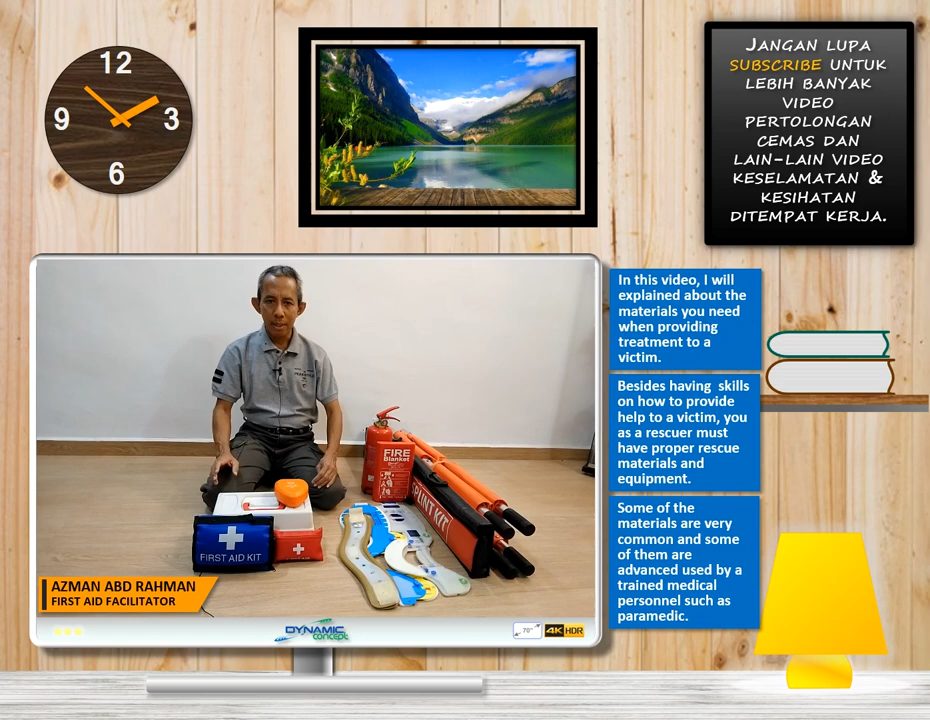 12
9
3
6
JANGAN LUPA
SUBSCRIBE UNTUK
LEBIH BANYAK
VIDEO
PERTOLONGAN
CEMAS DAN
LAIN-LAIN VIDEO
KESELAMATAN &
KESIHATAN
DITEMPAT KERJA.
In this video, I will
explained about the
materials you need
when providing
treatment to a
victim.
Besides having skills
on how to provide
help to a victim, you
as a rescuer must
have proper rescue
materials and
equipment.
Some of the
materials are very
common and some
of them are
advanced used by a
trained medical
personnel such as
paramedic.
FIRE
Blanket
SPLINT KIT
FIRST AID KIT
AZMAN ABD RAHMAN
FIRST AID FACILITATOR
DYNAMIC
concept
70"
4K HDR